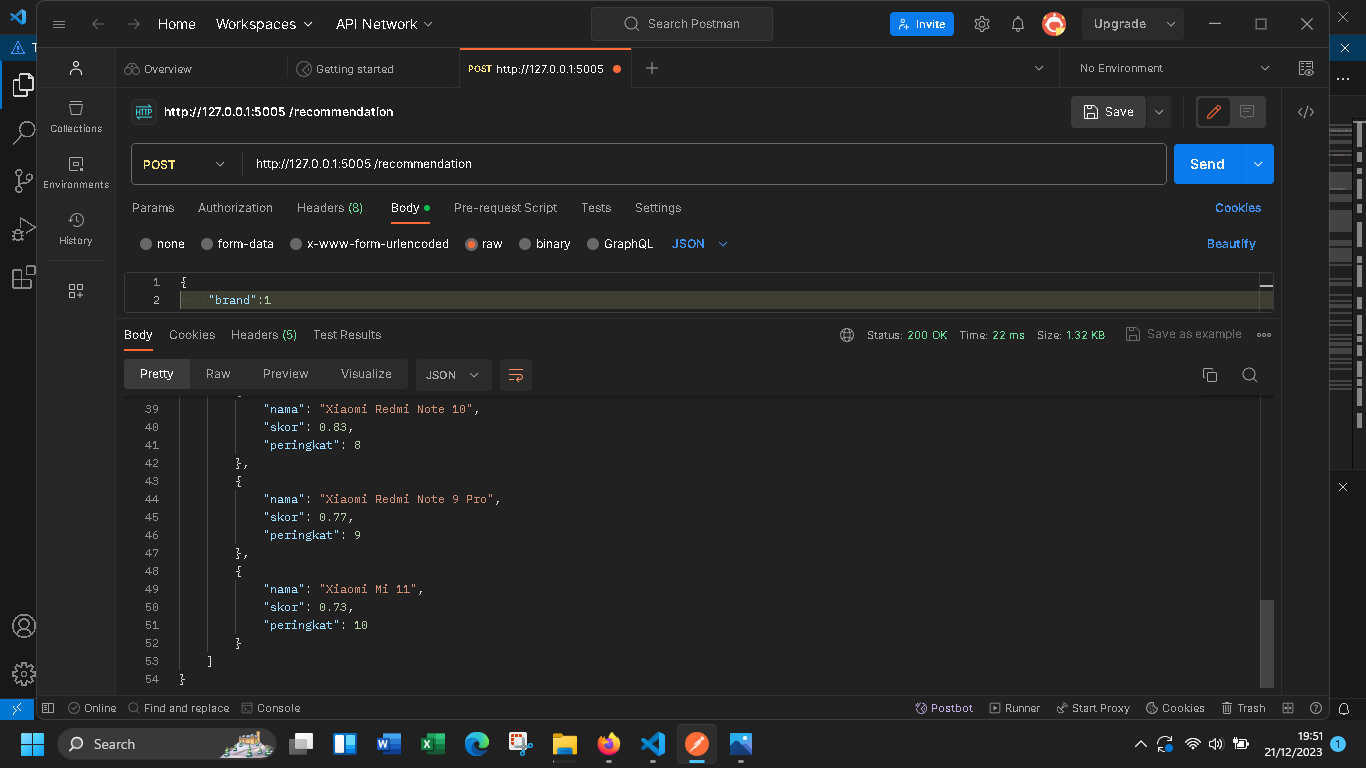 Home Workspaces API Network Search Postman Invite Upgrade
Overview Getting started POST http://127.0.0.1:5005 No Environment
HTTP http://127.0.0.1:5005 /recommendation Save
POST http://127.0.0.1:5005 /recommendation Send
Params Authorization Headers (8) Body Pre-request Script Tests Settings Cookies
none form-data x-www-form-urlencoded raw binary GraphQL JSON Beautify
1 {
2 "brand":1
Body Cookies Headers (5) Test Results Status: 200 OK Time: 22 ms Size: 1.32 KB Save as example
Pretty Raw Preview Visualize JSON
39 "nama": "Xiaomi Redmi Note 10",
40 "skor": 0.83,
41 "peringkat": 8
42 },
43 {
44 "nama": "Xiaomi Redmi Note 9 Pro",
45 "skor": 0.77,
46 "peringkat": 9
47 },
48 {
49 "nama": "Xiaomi Mi 11",
50 "skor": 0.73,
51 "peringkat": 10
52 }
53 ]
54 }
Collections
Environments
History
Online Find and replace Console Postbot Runner Start Proxy Cookies Trash
Search 19:51
21/12/2023 1